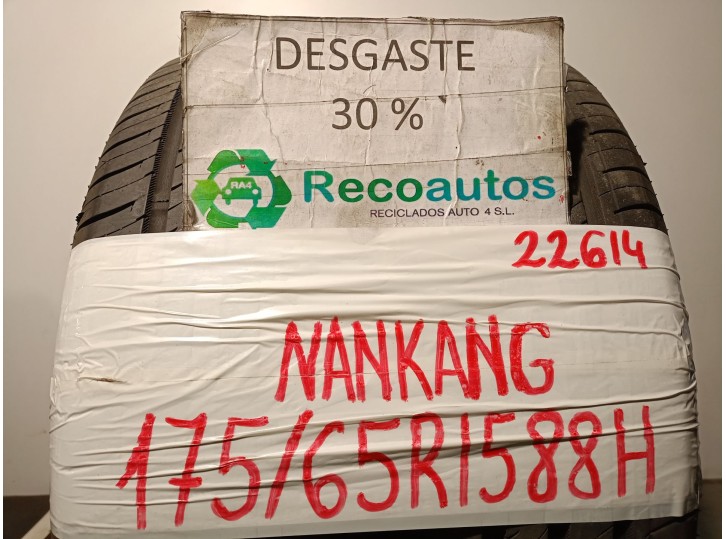 DESGASTE
30 %
RA4
Recoautos
RECICLADOS AUTO 4 S.L.
22614
NANKANG
175/65R1588H